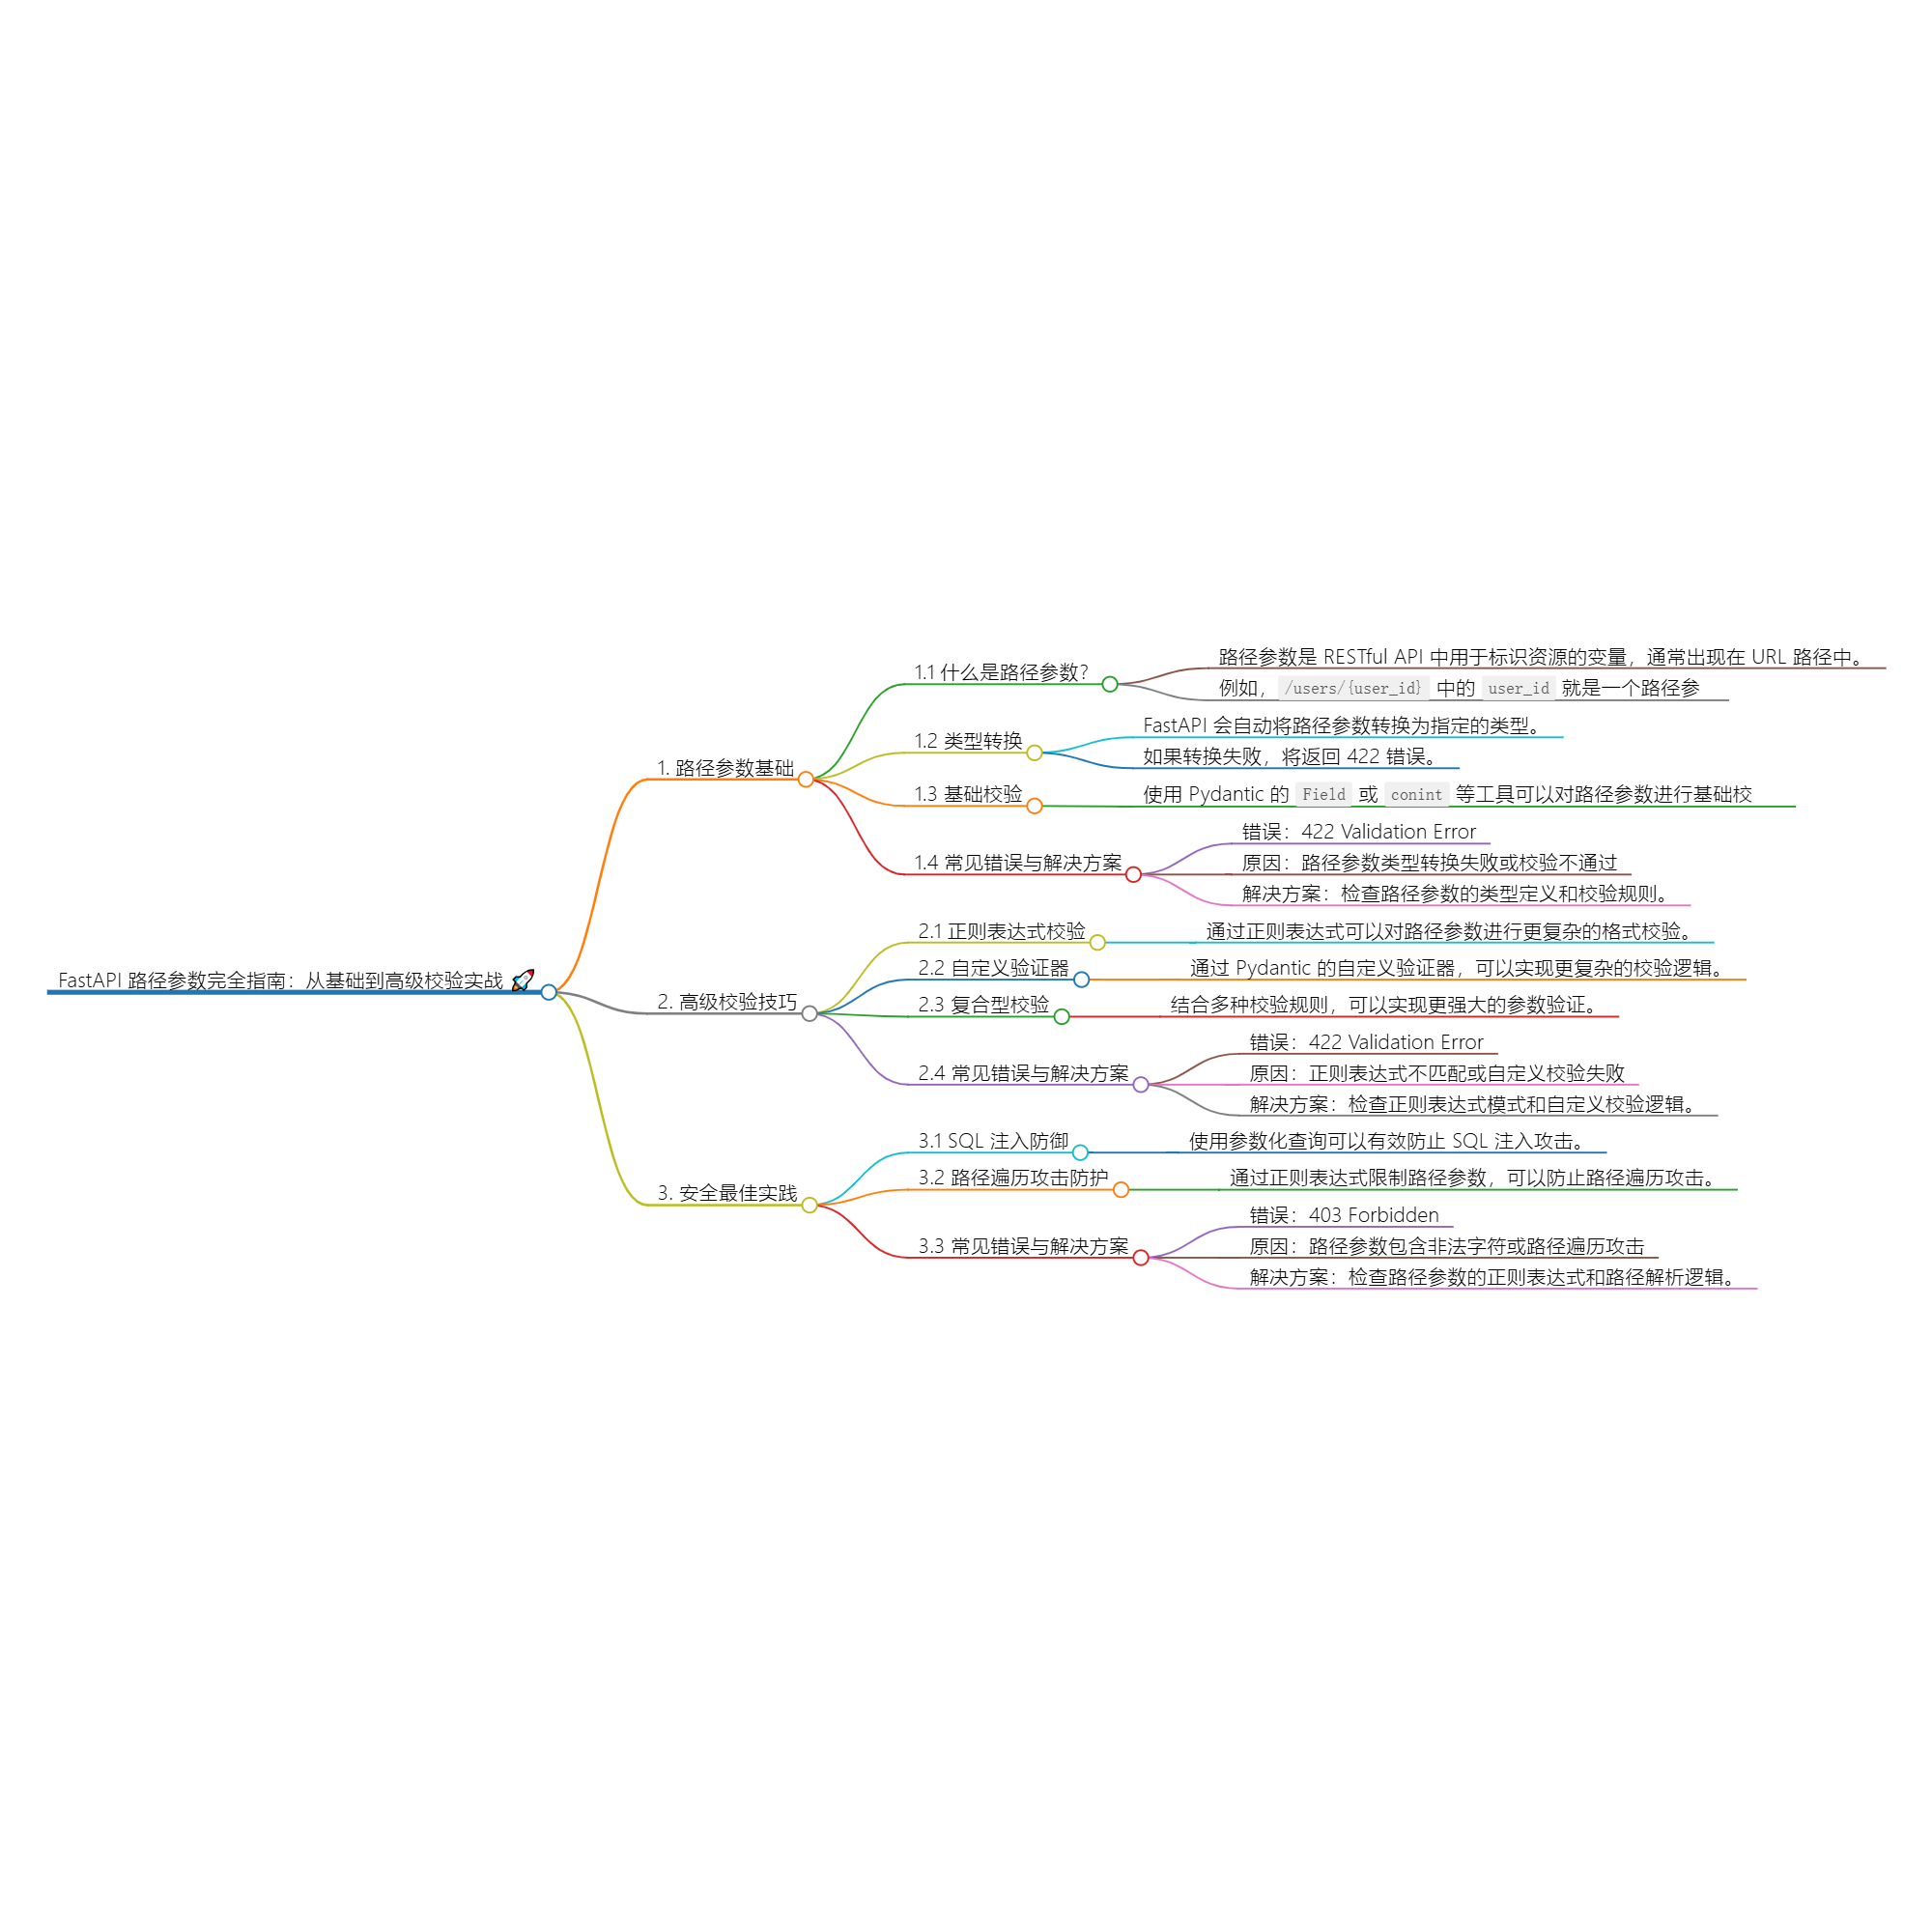 FastAPI 路径参数完全指南：从基础到高级校验实战 🚀
1. 路径参数基础
1.1 什么是路径参数？
路径参数是 RESTful API 中用于标识资源的变量，通常出现在 URL 路径中。
例如，/users/{user_id} 中的 user_id 就是一个路径参
1.2 类型转换
FastAPI 会自动将路径参数转换为指定的类型。
如果转换失败，将返回 422 错误。
1.3 基础校验
使用 Pydantic 的 Field 或 conint 等工具可以对路径参数进行基础校
1.4 常见错误与解决方案
错误：422 Validation Error
原因：路径参数类型转换失败或校验不通过
解决方案：检查路径参数的类型定义和校验规则。
2. 高级校验技巧
2.1 正则表达式校验
通过正则表达式可以对路径参数进行更复杂的格式校验。
2.2 自定义验证器
通过 Pydantic 的自定义验证器，可以实现更复杂的校验逻辑。
2.3 复合型校验
结合多种校验规则，可以实现更强大的参数验证。
2.4 常见错误与解决方案
错误：422 Validation Error
原因：正则表达式不匹配或自定义校验失败
解决方案：检查正则表达式模式和自定义校验逻辑。
3. 安全最佳实践
3.1 SQL 注入防御
使用参数化查询可以有效防止 SQL 注入攻击。
3.2 路径遍历攻击防护
通过正则表达式限制路径参数，可以防止路径遍历攻击。
3.3 常见错误与解决方案
错误：403 Forbidden
原因：路径参数包含非法字符或路径遍历攻击
解决方案：检查路径参数的正则表达式和路径解析逻辑。